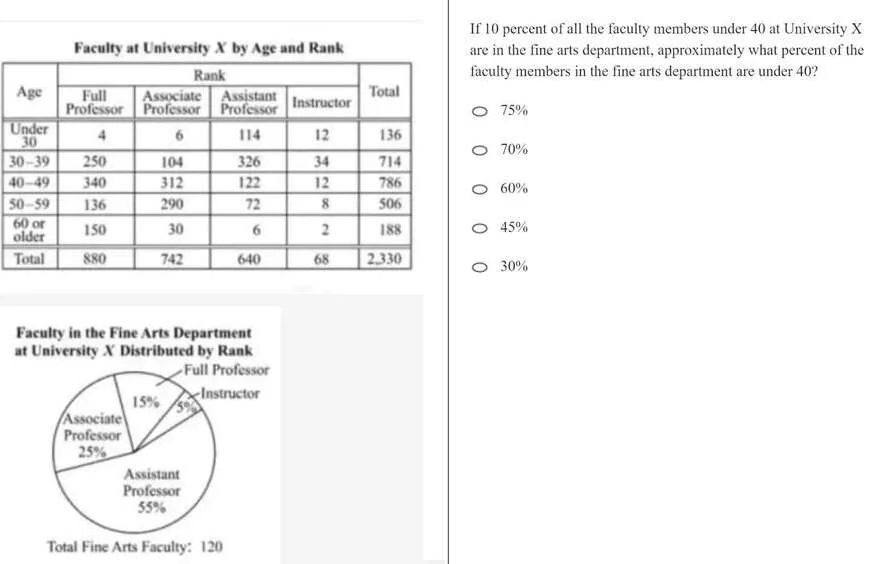 Faculty at University X by Age and Rank
Age Rank Total
Full Professor Associate Professor Assistant Professor Instructor
Under 30 4 6 114 12 136
30–39 250 104 326 34 714
40–49 340 312 122 12 786
50–59 136 290 72 8 506
60 or older 150 30 6 2 188
Total 880 742 640 68 2,330
Faculty in the Fine Arts Department
at University X Distributed by Rank
Full Professor
15%
Instructor
5%
Associate
Professor
25%
Assistant
Professor
55%
Total Fine Arts Faculty: 120
If 10 percent of all the faculty members under 40 at University X
are in the fine arts department, approximately what percent of the
faculty members in the fine arts department are under 40?
75%
70%
60%
45%
30%